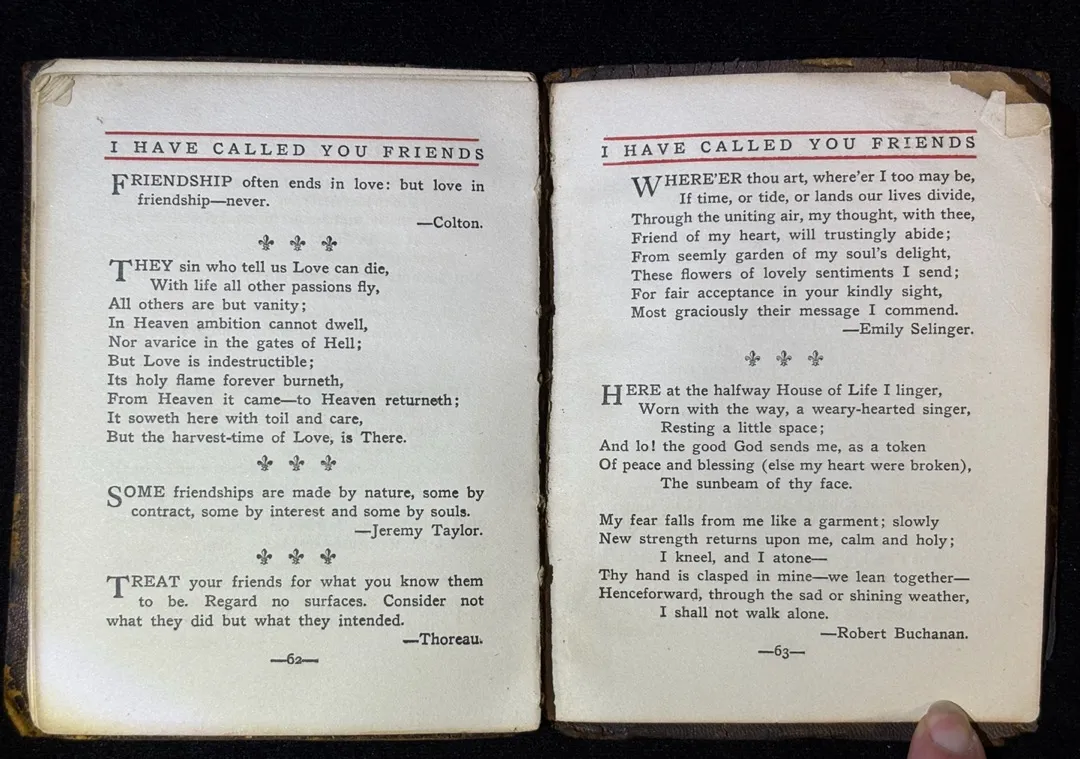 I HAVE CALLED YOU FRIENDS
FRIENDSHIP often ends in love: but love in
friendship—never.
—Colton.
THEY sin who tell us Love can die,
With life all other passions fly,
All others are but vanity;
In Heaven ambition cannot dwell,
Nor avarice in the gates of Hell;
But Love is indestructible;
Its holy flame forever burneth,
From Heaven it came—to Heaven returneth;
It soweth here with toil and care,
But the harvest-time of Love, is There.
SOME friendships are made by nature, some by
contract, some by interest and some by souls.
—Jeremy Taylor.
TREAT your friends for what you know them
to be. Regard no surfaces. Consider not
what they did but what they intended.
—Thoreau.
—62—
I HAVE CALLED YOU FRIENDS
WHERE'ER thou art, where'er I too may be,
If time, or tide, or lands our lives divide,
Through the uniting air, my thought, with thee,
Friend of my heart, will trustingly abide;
From seemly garden of my soul's delight,
These flowers of lovely sentiments I send;
For fair acceptance in your kindly sight,
Most graciously their message I commend.
—Emily Selinger.
HERE at the halfway House of Life I linger,
Worn with the way, a weary-hearted singer,
Resting a little space;
And lo! the good God sends me, as a token
Of peace and blessing (else my heart were broken),
The sunbeam of thy face.
My fear falls from me like a garment; slowly
New strength returns upon me, calm and holy;
I kneel, and I atone—
Thy hand is clasped in mine—we lean together—
Henceforward, through the sad or shining weather,
I shall not walk alone.
—Robert Buchanan.
—63—